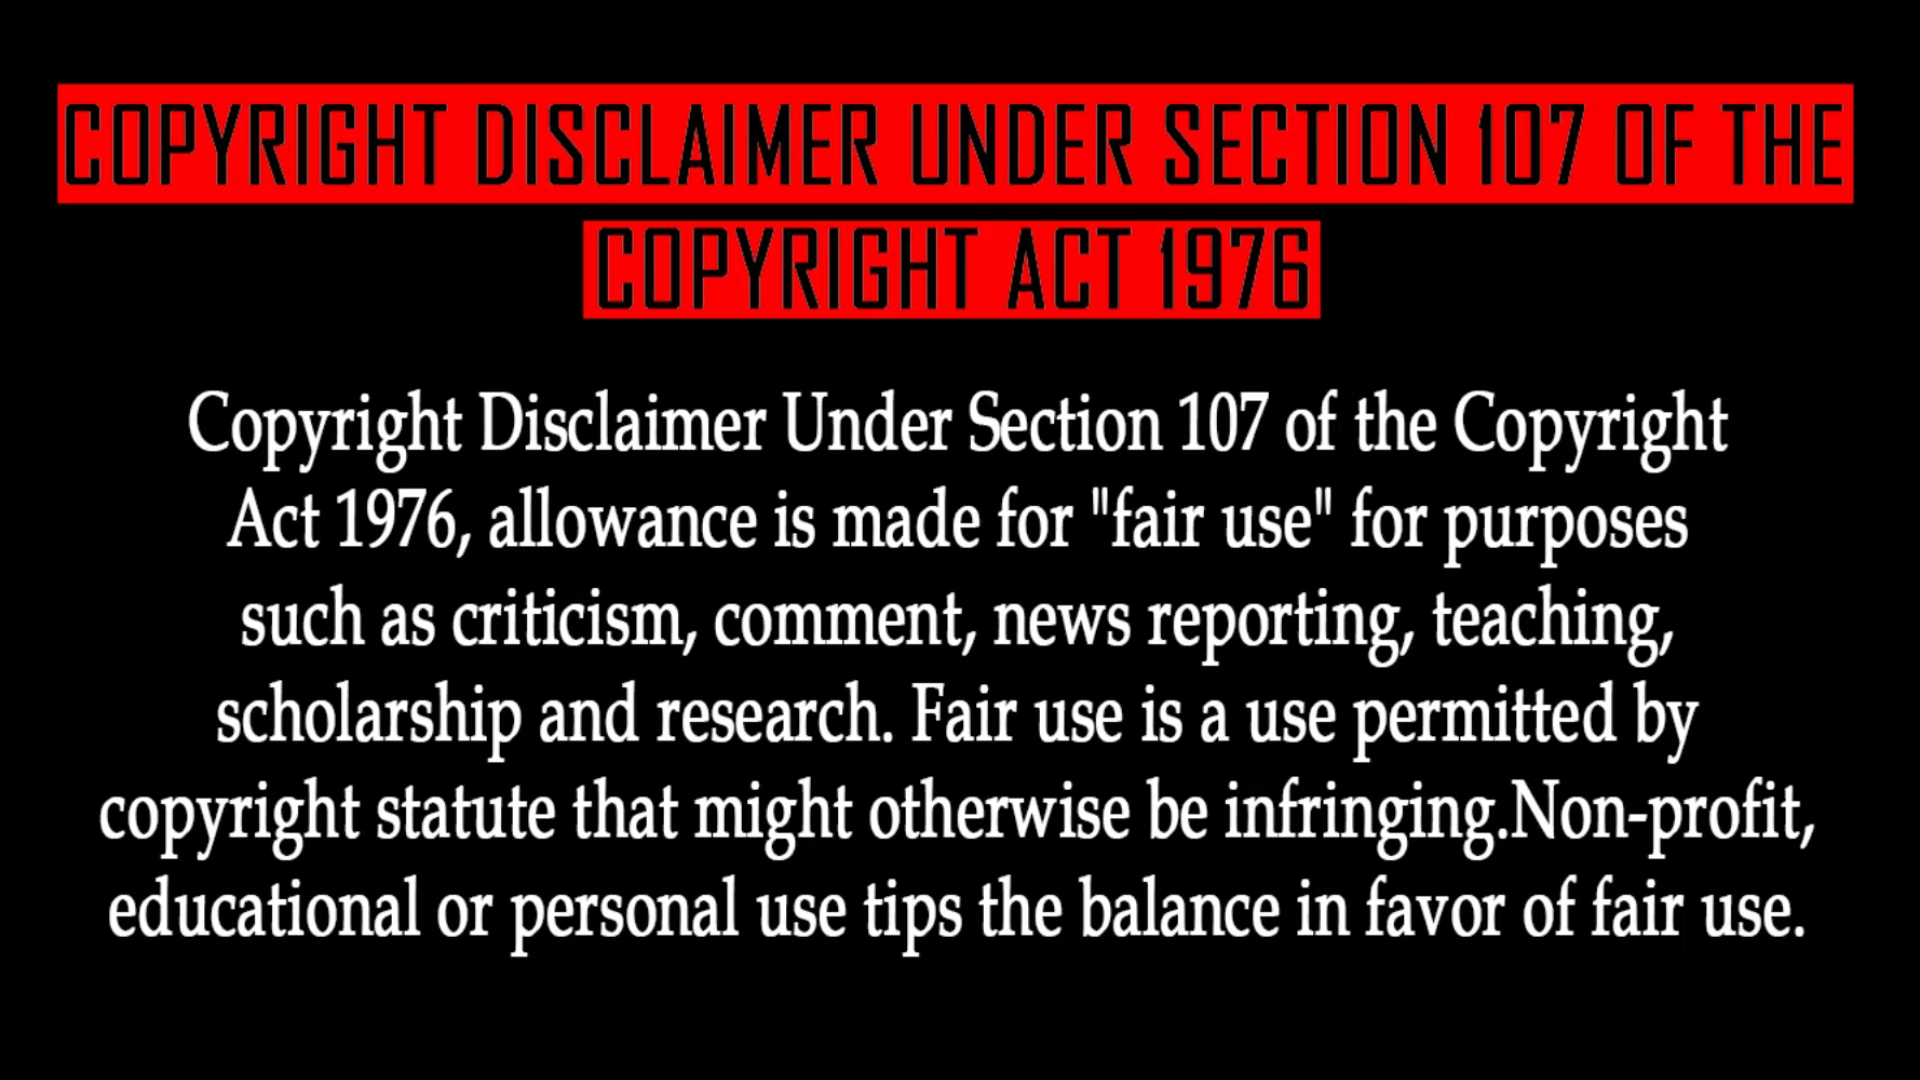 COPYRIGHT DISCLAIMER UNDER SECTION 107 OF THE
COPYRIGHT ACT 1976
Copyright Disclaimer Under Section 107 of the Copyright
Act 1976, allowance is made for "fair use" for purposes
such as criticism, comment, news reporting, teaching,
scholarship and research. Fair use is a use permitted by
copyright statute that might otherwise be infringing.Non-profit,
educational or personal use tips the balance in favor of fair use.